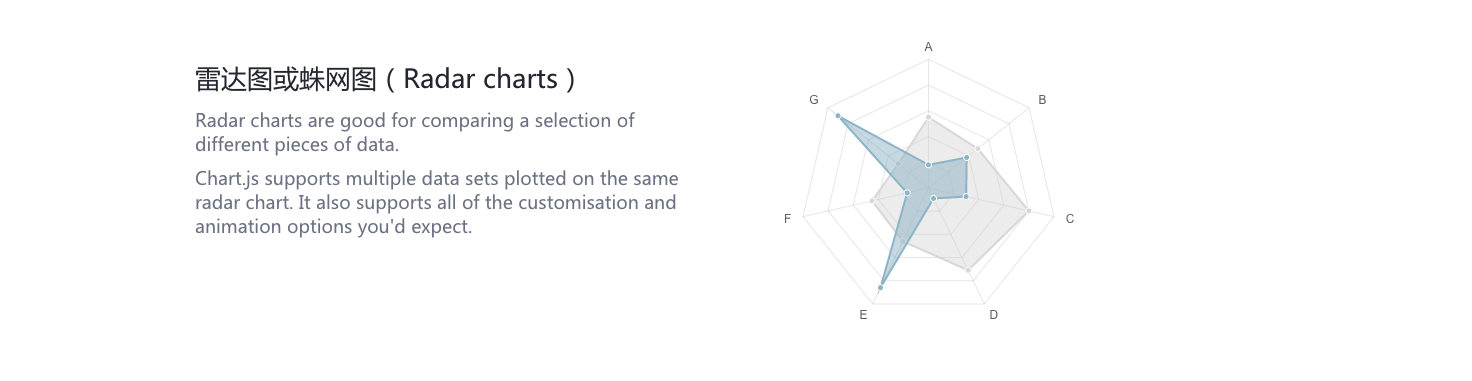 雷达图或蛛网图（Radar charts）
Radar charts are good for comparing a selection of
different pieces of data.
Chart.js supports multiple data sets plotted on the same
radar chart. It also supports all of the customisation and
animation options you'd expect.
A
B
C
D
E
F
G